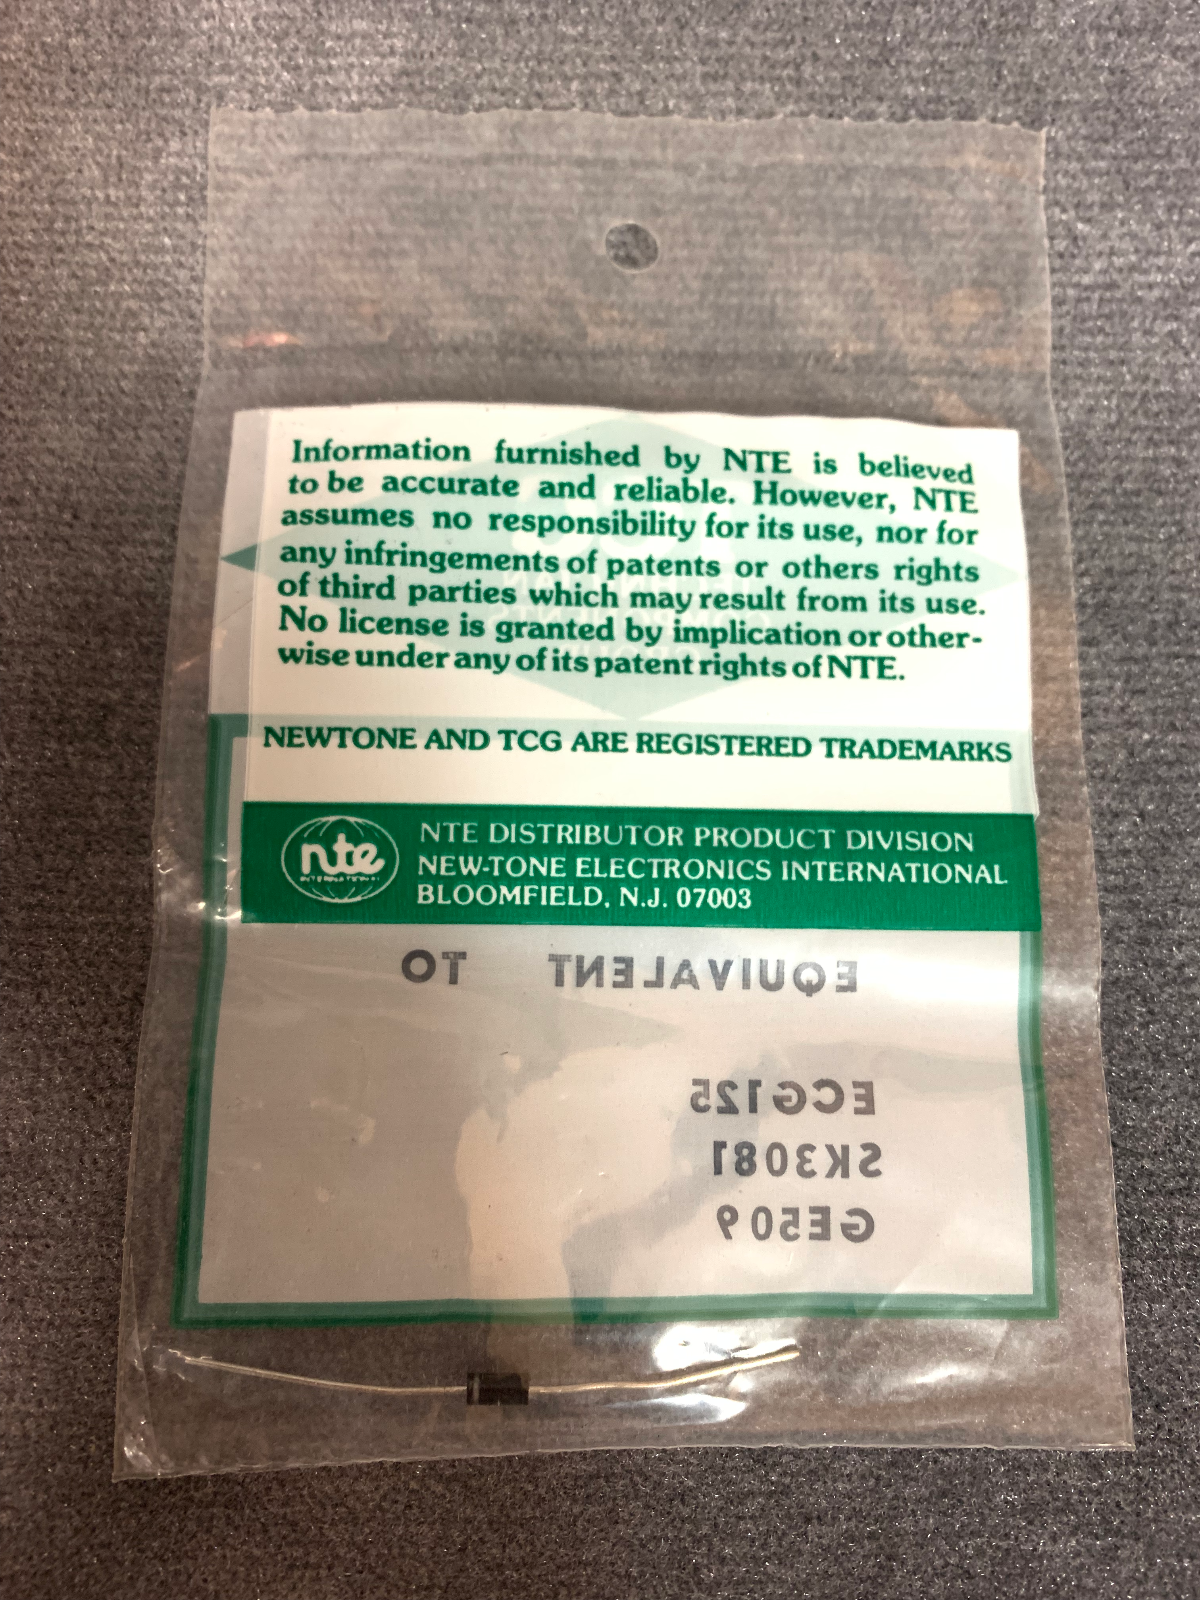 Information furnished by NTE is believed
to be accurate and reliable. However, NTE
assumes no responsibility for its use, nor for
any infringements of patents or others rights
of third parties which may result from its use.
No license is granted by implication or other-
wise under any of its patent rights of NTE.
NEWTONE AND TCG ARE REGISTERED TRADEMARKS
nte
INTERNATIONAL
NTE DISTRIBUTOR PRODUCT DIVISION
NEW-TONE ELECTRONICS INTERNATIONAL
BLOOMFIELD, N.J. 07003
EQUIVALENT TO
ECG125
SK3081
GE509